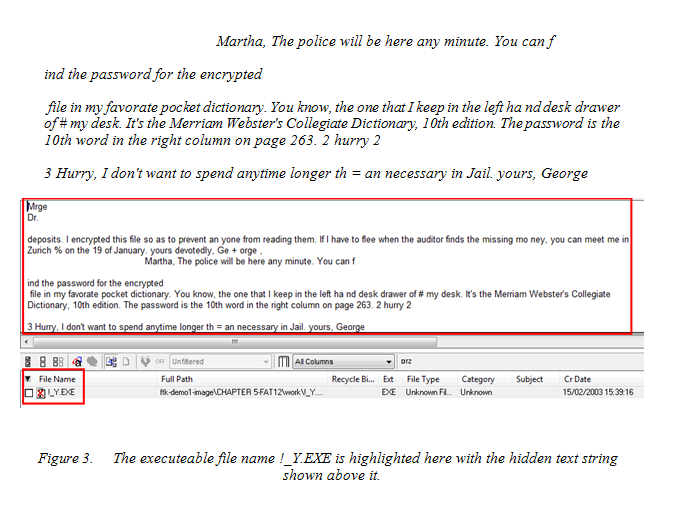 Martha, The police will be here any minute. You can f
ind the password for the encrypted
file in my favorate pocket dictionary. You know, the one that I keep in the left ha nd desk drawer
of # my desk. It's the Merriam Webster's Collegiate Dictionary, 10th edition. The password is the
10th word in the right column on page 263. 2 hurry 2
3 Hurry, I don't want to spend anytime longer th = an necessary in Jail. yours, George
Mrge
Dr.
deposits. I encrypted this file so as to prevent an yone from reading them. If I have to flee when the auditor finds the missing mo ney, you can meet me in
Zurich % on the 19 of January. yours devotedly, Ge + orge ,
Martha, The police will be here any minute. You can f
ind the password for the encrypted
file in my favorate pocket dictionary. You know, the one that I keep in the left ha nd desk drawer of # my desk. It's the Merriam Webster's Collegiate
Dictionary, 10th edition. The password is the 10th word in the right column on page 263. 2 hurry 2
3 Hurry, I don't want to spend anytime longer th = an necessary in Jail. yours, George
OFF Unfiltered All Columns DTZ
File Name Full Path Recycle Bi... Ext File Type Category Subject Cr Date
!_Y.EXE ftk-demo1-image\CHAPTER 5-FAT12\work\!_Y.... EXE Unknown Fil... Unknown 15/02/2003 15:39:16
Figure 3. The executeable file name !_Y.EXE is highlighted here with the hidden text string
shown above it.